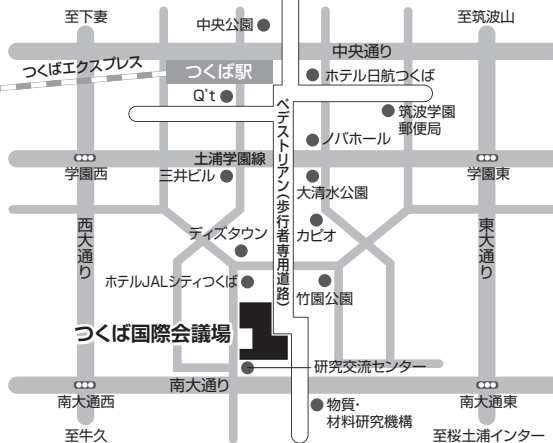 至下妻
中央公園
至筑波山
中央通り
つくばエクスプレス
つくば駅
ホテル日航つくば
Q't
筑波学園
郵便局
ペデストリアン(歩行者専用道路)
ノバホール
土浦学園線
学園西
三井ビル
大清水公園
学園東
西大通り
デイズタウン
カピオ
東大通り
ホテルJALシティつくば
竹園公園
つくば国際会議場
研究交流センター
南大通り
南大通西
物質・
材料研究機構
南大通東
至牛久
至桜土浦インター